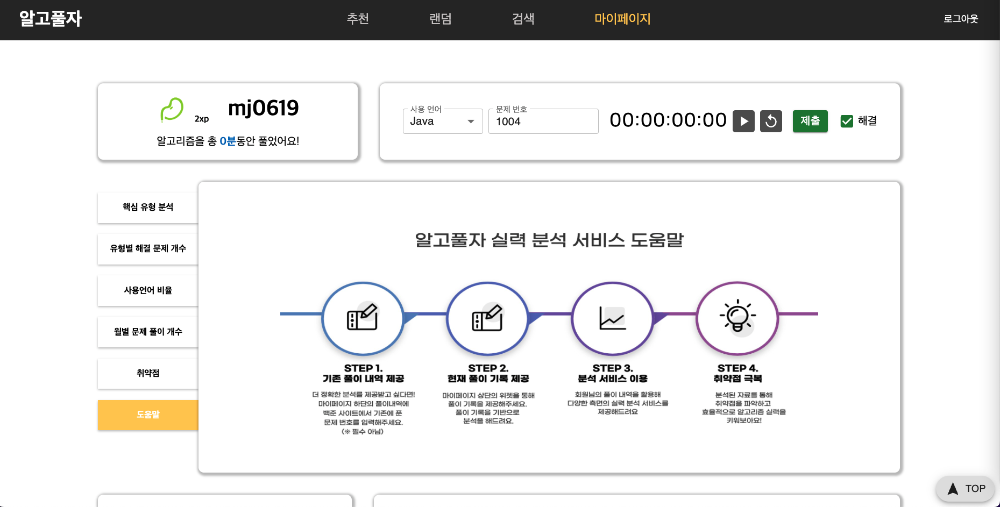 알고풀자
추천
랜덤
검색
마이페이지
로그아웃
2xp
mj0619
알고리즘을 총 0분동안 풀었어요!
사용 언어
Java
문제 번호
1004
00:00:00:00
제출
해결
핵심 유형 분석
유형별 해결 문제 개수
사용언어 비율
월별 문제 풀이 개수
취약점
도움말
알고풀자 실력 분석 서비스 도움말
STEP 1.
기존 풀이 내역 제공
더 정확한 분석를 제공받고 싶다면!
마이페이지 하단의 풀이내역에
백준 사이트에서 기존에 푼
문제 번호를 입력해주세요.
(※ 필수 아님)
STEP 2.
현재 풀이 기록 제공
마이페이지 상단의 위젯을 통해
풀이 기록을 제공해주세요.
풀이 기록을 기반으로
분석을 해드려요.
STEP 3.
분석 서비스 이용
회원님의 풀이 내역을 활용해
다양한 측면의 실력 분석 서비스를
제공해드려요
STEP 4.
취약점 극복
분석된 자료를 통해
취약점을 파악하고
효율적으로 알고리즘 실력을
키워보아요!
TOP